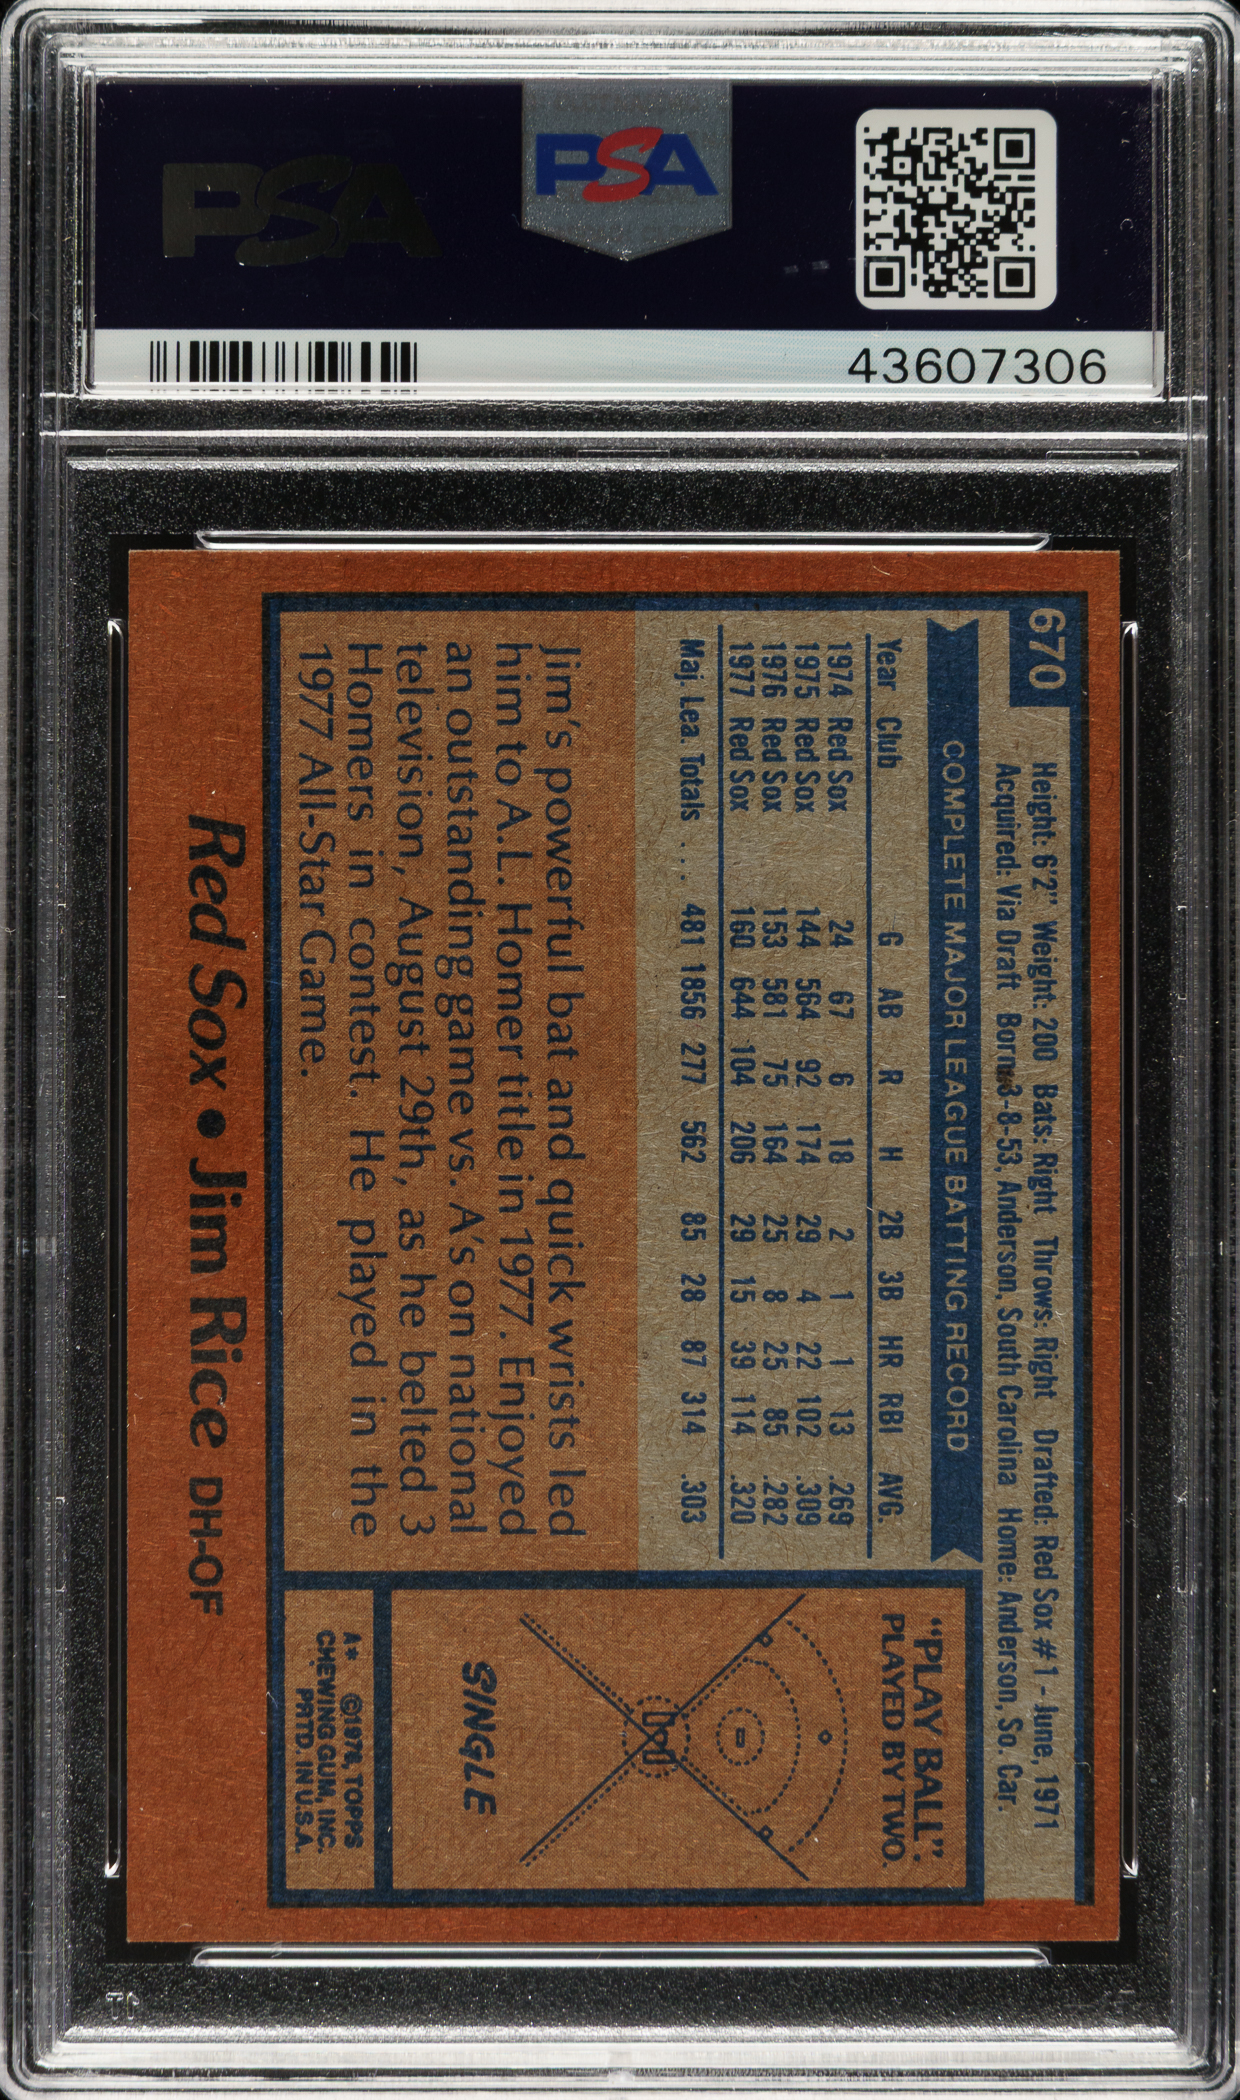 PSA
PSA
43607306
670
Height: 6'2" Weight: 200 Bats: Right Throws: Right Drafted: Red Sox #1 - June, 1971
Acquired: Via Draft Born: 3-8-53, Anderson, South Carolina Home: Anderson, So. Car.
COMPLETE MAJOR LEAGUE BATTING RECORD
Year Club G AB R H 2B 3B HR RBI AVG.
1974 Red Sox 24 67 6 18 2 1 1 13 .269
1975 Red Sox 144 564 92 174 29 4 22 102 .309
1976 Red Sox 153 581 75 164 25 8 25 85 .282
1977 Red Sox 160 644 104 206 29 15 39 114 .320
Maj. Lea. Totals . . . 481 1856 277 562 85 28 87 314 .303
Jim's powerful bat and quick wrists led
him to A.L. Homer title in 1977. Enjoyed
an outstanding game vs. A's on national
television, August 29th, as he belted 3
Homers in contest. He played in the
1977 All-Star Game.
"PLAY BALL":
PLAYED BY TWO.
SINGLE
A* ©1978, TOPPS
CHEWING GUM, INC.
PRTD. IN U.S.A.
Red Sox • Jim Rice DH-OF